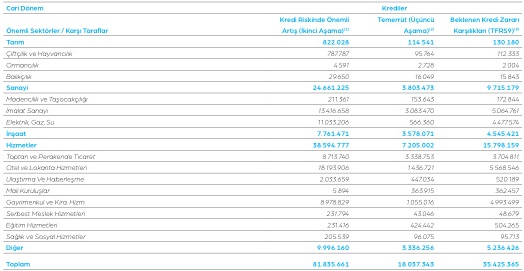 Cari Dönem Krediler
Kredi Riskinde Önemli Temerrüt (Üçüncü Beklenen Kredi Zararı
Önemli Sektörler / Karşı Taraflar Artış (İkinci Aşama)⁽¹⁾ Aşama)⁽²⁾ Karşılıkları (TFRS9)⁽³⁾
Tarım 822.028 114.541 130.180
Çiftçilik ve Hayvancılık 787.787 95.764 112.333
Ormancılık 4.591 2.728 2.004
Balıkçılık 29.650 16.049 15.843
Sanayi 24.661.225 3.803.473 9.715.179
Madencilik ve Taşocakçılığı 211.361 153.643 172.844
İmalat Sanayi 13.416.658 3.083.470 5.064.761
Elektrik, Gaz, Su 11.033.206 566.360 4.477.574
İnşaat 7.761.471 3.578.071 4.545.421
Hizmetler 38.594.777 7.205.002 15.798.159
Toptan ve Perakende Ticaret 8.713.740 3.338.753 3.704.811
Otel ve Lokanta Hizmetleri 18.193.906 1.436.721 5.568.546
Ulaştırma Ve Haberleşme 2.033.659 447.034 520.189
Mali Kuruluşlar 5.894 363.915 362.457
Gayrimenkul ve Kira. Hizm. 8.978.829 1.055.016 4.993.499
Serbest Meslek Hizmetleri 231.794 43.046 48.679
Eğitim Hizmetleri 231.416 424.442 504.265
Sağlık ve Sosyal Hizmetler 205.539 96.075 95.713
Diğer 9.996.160 3.336.256 5.236.426
Toplam 81.835.661 18.037.343 35.425.365